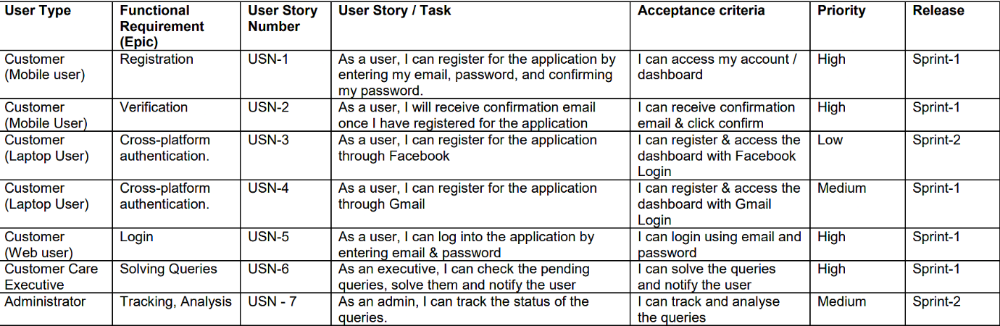 User Type Functional Requirement (Epic) User Story Number User Story / Task Acceptance criteria Priority Release
Customer (Mobile user) Registration USN-1 As a user, I can register for the application by entering my email, password, and confirming my password. I can access my account / dashboard High Sprint-1
Customer (Mobile User) Verification USN-2 As a user, I will receive confirmation email once I have registered for the application I can receive confirmation email & click confirm High Sprint-1
Customer (Laptop User) Cross-platform authentication. USN-3 As a user, I can register for the application through Facebook I can register & access the dashboard with Facebook Login Low Sprint-2
Customer (Laptop User) Cross-platform authentication. USN-4 As a user, I can register for the application through Gmail I can register & access the dashboard with Gmail Login Medium Sprint-1
Customer (Web user) Login USN-5 As a user, I can log into the application by entering email & password I can login using email and password High Sprint-1
Customer Care Executive Solving Queries USN-6 As an executive, I can check the pending queries, solve them and notify the user I can solve the queries and notify the user High Sprint-1
Administrator Tracking, Analysis USN - 7 As an admin, I can track the status of the queries. I can track and analyse the queries Medium Sprint-2